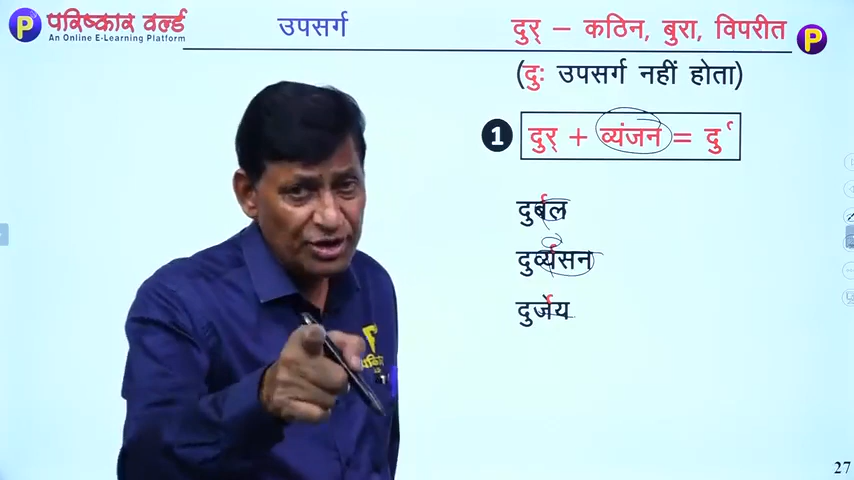 परिष्कार वर्ल्ड
An Online E-Learning Platform
उपसर्ग
दुर् – कठिन, बुरा, विपरीत
(दुः उपसर्ग नहीं होता)
1 दुर् + व्यंजन = दु र्
दुर्बल
दुर्व्यसन
दुर्जेय
27